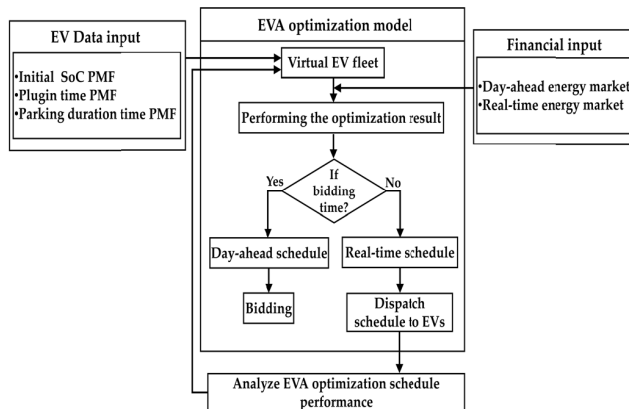 EV Data input
•Initial SoC PMF
•Plugin time PMF
•Parking duration time PMF
EVA optimization model
Virtual EV fleet
Financial input
•Day-ahead energy market
•Real-time energy market
Performing the optimization result
If
bidding
time?
Yes
No
Day-ahead schedule
Real-time schedule
Bidding
Dispatch
schedule to EVs
Analyze EVA optimization schedule
performance